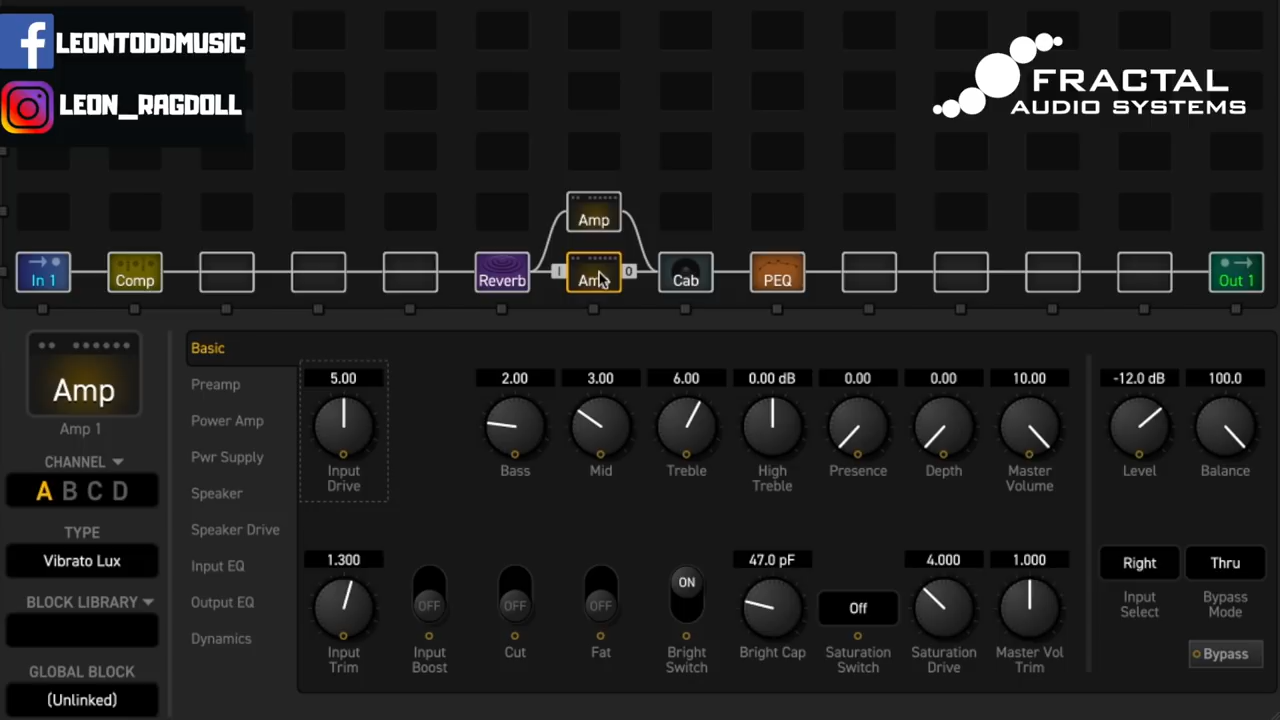 f LEONTODDMUSIC
LEON_RAGDOLL
FRACTAL
AUDIO SYSTEMS
Amp
In 1
Comp
Reverb
I
Amp
O
Cab
PEQ
Out 1
Amp
Amp 1
CHANNEL
A B C D
TYPE
Vibrato Lux
BLOCK LIBRARY
GLOBAL BLOCK
(Unlinked)
Basic
Preamp
Power Amp
Pwr Supply
Speaker
Speaker Drive
Input EQ
Output EQ
Dynamics
5.00 2.00 3.00 6.00 0.00 dB 0.00 0.00 10.00 -12.0 dB 100.0
Input Bass Mid Treble High Presence Depth Master Level Balance
Drive Treble Volume
1.300 47.0 pF 4.000 1.000
OFF OFF OFF ON Off Right Thru
Input Input Cut Fat Bright Bright Cap Saturation Saturation Master Vol Input Bypass
Trim Boost Switch Switch Drive Trim Select Mode
Bypass